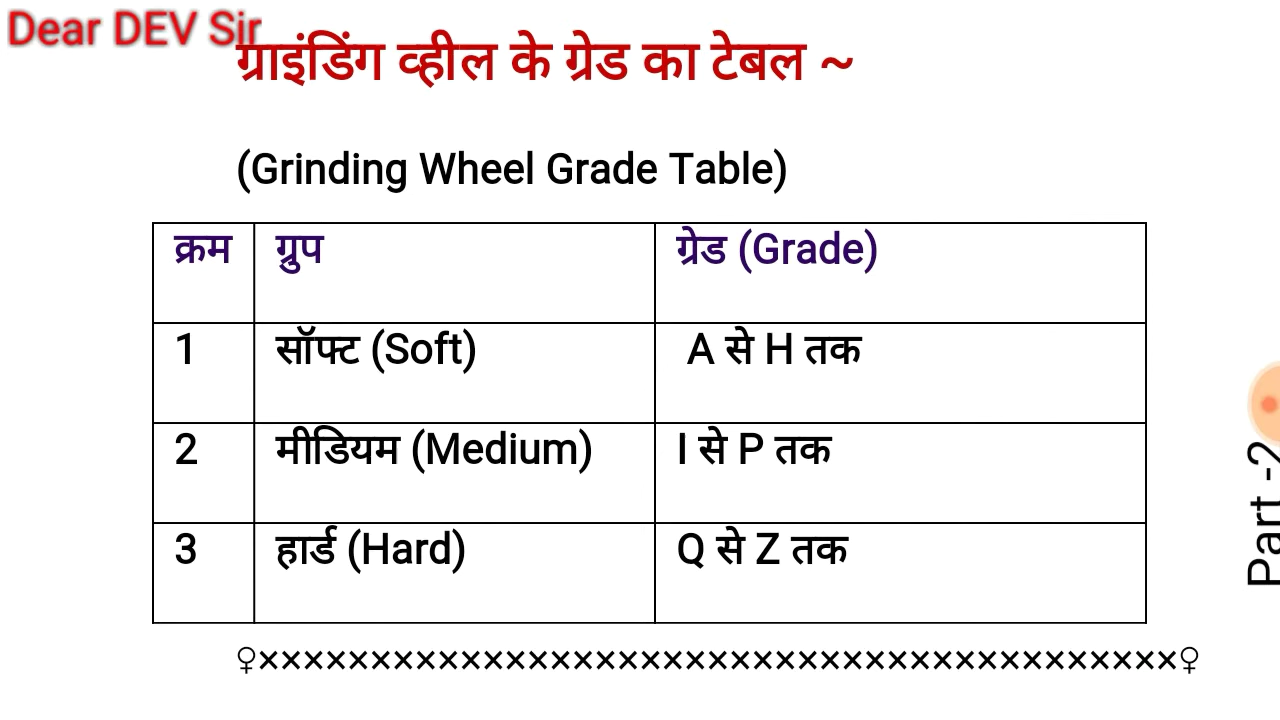 Dear DEV Sir
ग्राइंडिंग व्हील के ग्रेड का टेबल ~
(Grinding Wheel Grade Table)
क्रम ग्रुप ग्रेड (Grade)
1 सॉफ्ट (Soft) A से H तक
2 मीडियम (Medium) I से P तक
3 हार्ड (Hard) Q से Z तक
♀×××××××××××××××××××××××××××××××××××××××××♀
Part -2